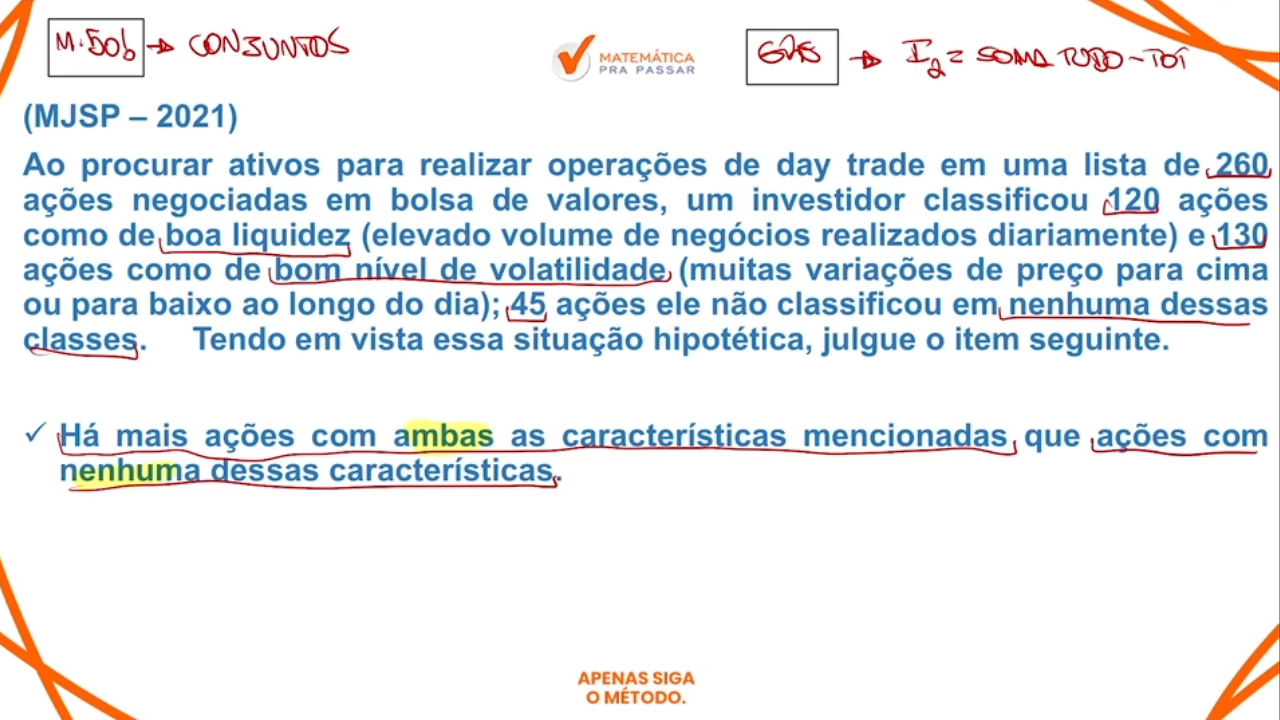 M.50b → CONJUNTOS
MATEMÁTICA
PRA PASSAR
→ I₂ = SOMA TUDO - TOT
(MJSP – 2021)
Ao procurar ativos para realizar operações de day trade em uma lista de 260
ações negociadas em bolsa de valores, um investidor classificou 120 ações
como de boa liquidez (elevado volume de negócios realizados diariamente) e 130
ações como de bom nível de volatilidade (muitas variações de preço para cima
ou para baixo ao longo do dia); 45 ações ele não classificou em nenhuma dessas
classes. Tendo em vista essa situação hipotética, julgue o item seguinte.
✓ Há mais ações com ambas as características mencionadas que ações com
nenhuma dessas características.
APENAS SIGA
O MÉTODO.